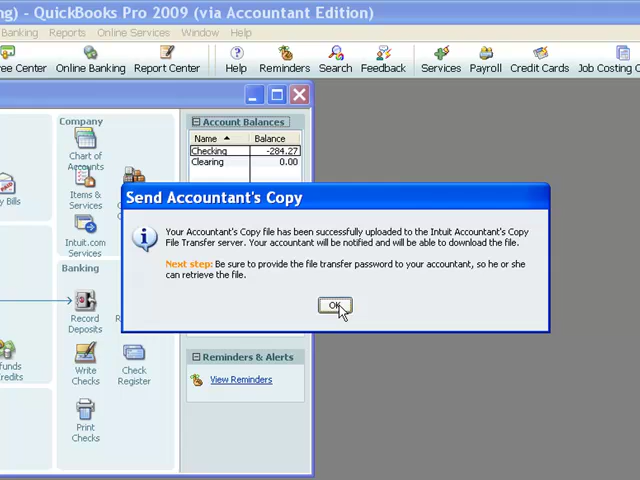 ng) - QuickBooks Pro 2009 (via Accountant Edition)
Banking Reports Online Services Window Help
ee Center Online Banking Report Center Help Reminders Search Feedback Services Payroll Credit Cards Job Costing C
Company
Account Balances
Name Balance
Checking -284.27
Clearing 0.00
Chart of
Accounts
y Bills
Items &
Services
Intuit.com
Services
Send Accountant's Copy
Your Accountant's Copy file has been successfully uploaded to the Intuit Accountant's Copy
File Transfer server. Your accountant will be notified and will be able to download the file.
Next step: Be sure to provide the file transfer password to your accountant, so he or she
can retrieve the file.
OK
Banking
Record
Deposits
R
Reminders & Alerts
View Reminders
funds
redits
Write
Checks
Check
Register
Print
Checks